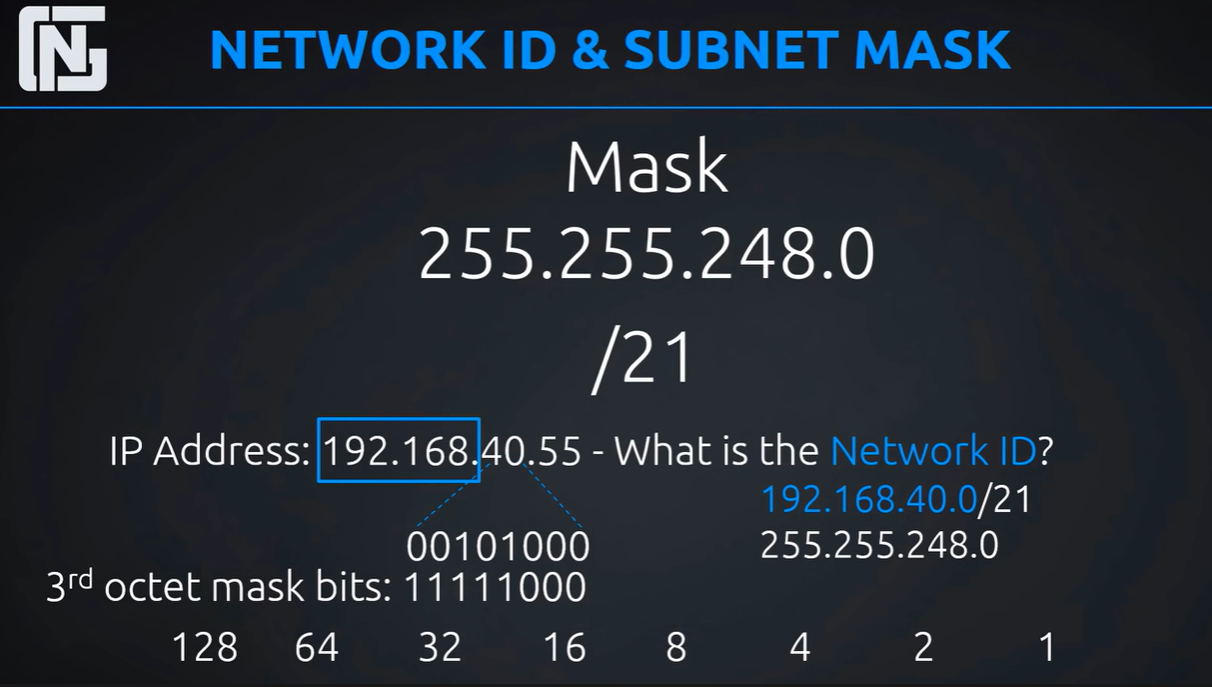 NETWORK ID & SUBNET MASK
Mask
255.255.248.0
/21
IP Address: 192.168.40.55 - What is the Network ID?
192.168.40.0/21
00101000
255.255.248.0
3rd octet mask bits: 11111000
128 64 32 16 8 4 2 1